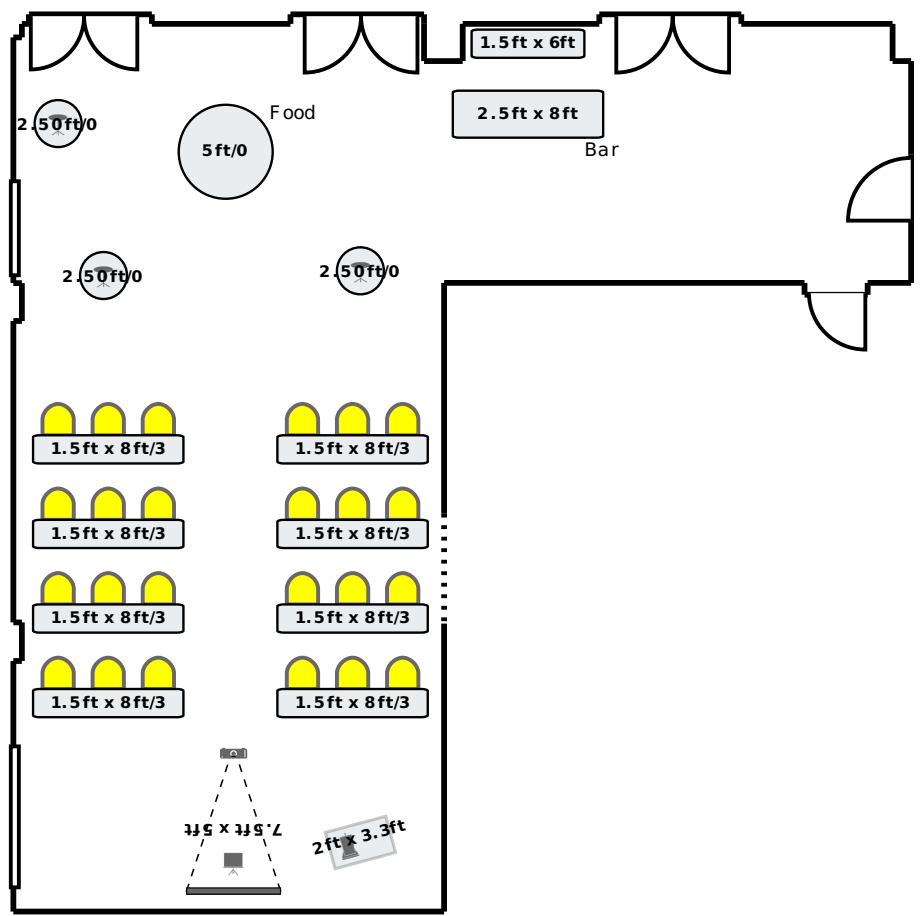 1.5ft x 6ft
Food
2.5ft x 8ft
2.50ft/0
5ft/0
Bar
2.50ft/0
2.50ft/0
1.5ft x 8ft/3
1.5ft x 8ft/3
1.5ft x 8ft/3
1.5ft x 8ft/3
1.5ft x 8ft/3
1.5ft x 8ft/3
1.5ft x 8ft/3
1.5ft x 8ft/3
7.5ft x 5ft
2ft x 3.3ft